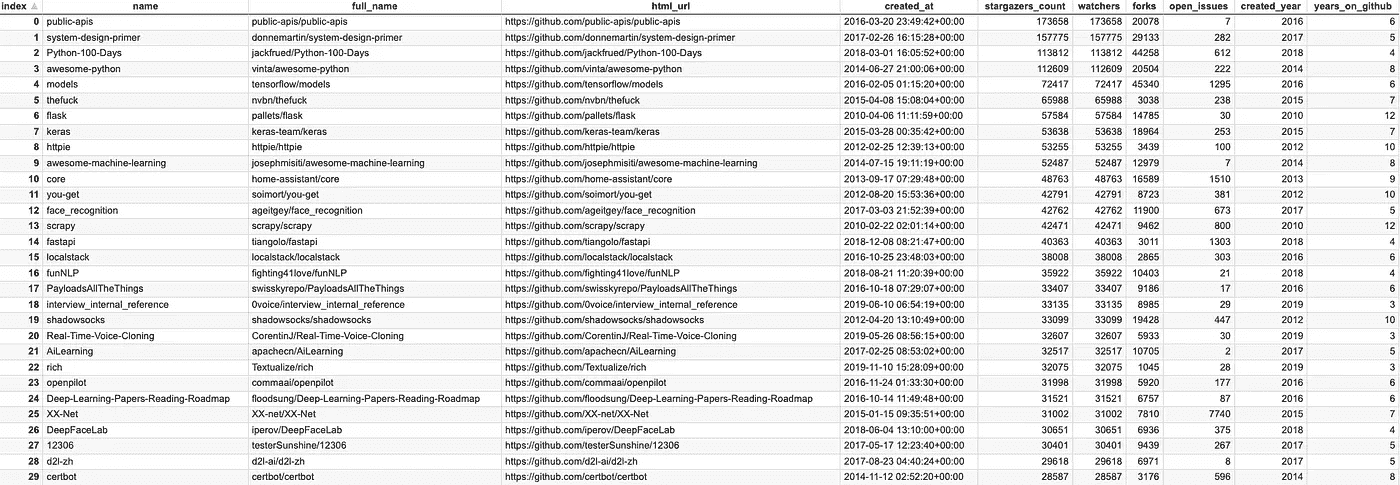 index name full_name html_url created_at stargazers_count watchers forks open_issues created_year years_on_github
0 public-apis public-apis/public-apis https://github.com/public-apis/public-apis 2016-03-20 23:49:42+00:00 173658 173658 20078 7 2016 6
1 system-design-primer donnemartin/system-design-primer https://github.com/donnemartin/system-design-primer 2017-02-26 16:15:28+00:00 157775 157775 29133 282 2017 5
2 Python-100-Days jackfrued/Python-100-Days https://github.com/jackfrued/Python-100-Days 2018-03-01 16:05:52+00:00 113812 113812 44258 612 2018 4
3 awesome-python vinta/awesome-python https://github.com/vinta/awesome-python 2014-06-27 21:00:06+00:00 112609 112609 20504 222 2014 8
4 models tensorflow/models https://github.com/tensorflow/models 2016-02-05 01:15:20+00:00 72417 72417 45340 1295 2016 6
5 thefuck nvbn/thefuck https://github.com/nvbn/thefuck 2015-04-08 15:08:04+00:00 65988 65988 3038 238 2015 7
6 flask pallets/flask https://github.com/pallets/flask 2010-04-06 11:11:59+00:00 57584 57584 14785 30 2010 12
7 keras keras-team/keras https://github.com/keras-team/keras 2015-03-28 00:35:42+00:00 53638 53638 18964 253 2015 7
8 httpie httpie/httpie https://github.com/httpie/httpie 2012-02-25 12:39:13+00:00 53255 53255 3439 100 2012 10
9 awesome-machine-learning josephmisiti/awesome-machine-learning https://github.com/josephmisiti/awesome-machine-learning 2014-07-15 19:11:19+00:00 52487 52487 12979 7 2014 8
10 core home-assistant/core https://github.com/home-assistant/core 2013-09-17 07:29:48+00:00 48763 48763 16589 1510 2013 9
11 you-get soimort/you-get https://github.com/soimort/you-get 2012-08-20 15:53:36+00:00 42791 42791 8723 381 2012 10
12 face_recognition ageitgey/face_recognition https://github.com/ageitgey/face_recognition 2017-03-03 21:52:39+00:00 42762 42762 11900 673 2017 5
13 scrapy scrapy/scrapy https://github.com/scrapy/scrapy 2010-02-22 02:01:14+00:00 42471 42471 9462 800 2010 12
14 fastapi tiangolo/fastapi https://github.com/tiangolo/fastapi 2018-12-08 08:21:47+00:00 40363 40363 3011 1303 2018 4
15 localstack localstack/localstack https://github.com/localstack/localstack 2016-10-25 23:48:03+00:00 38008 38008 2865 303 2016 6
16 funNLP fighting41love/funNLP https://github.com/fighting41love/funNLP 2018-08-21 11:20:39+00:00 35922 35922 10403 21 2018 4
17 PayloadsAllTheThings swisskyrepo/PayloadsAllTheThings https://github.com/swisskyrepo/PayloadsAllTheThings 2016-10-18 07:29:07+00:00 33407 33407 9186 17 2016 6
18 interview_internal_reference 0voice/interview_internal_reference https://github.com/0voice/interview_internal_reference 2019-06-10 06:54:19+00:00 33135 33135 8985 29 2019 3
19 shadowsocks shadowsocks/shadowsocks https://github.com/shadowsocks/shadowsocks 2012-04-20 13:10:49+00:00 33099 33099 19428 447 2012 10
20 Real-Time-Voice-Cloning CorentinJ/Real-Time-Voice-Cloning https://github.com/CorentinJ/Real-Time-Voice-Cloning 2019-05-26 08:56:15+00:00 32607 32607 5933 30 2019 3
21 AiLearning apachecn/AiLearning https://github.com/apachecn/AiLearning 2017-02-25 08:53:02+00:00 32517 32517 10705 2 2017 5
22 rich Textualize/rich https://github.com/Textualize/rich 2019-11-10 15:28:09+00:00 32075 32075 1045 28 2019 3
23 openpilot commaai/openpilot https://github.com/commaai/openpilot 2016-11-24 01:33:30+00:00 31998 31998 5920 177 2016 6
24 Deep-Learning-Papers-Reading-Roadmap floodsung/Deep-Learning-Papers-Reading-Roadmap https://github.com/floodsung/Deep-Learning-Papers-Reading-Roadmap 2016-10-14 11:49:48+00:00 31521 31521 6757 87 2016 6
25 XX-Net XX-net/XX-Net https://github.com/XX-net/XX-Net 2015-01-15 09:35:51+00:00 31002 31002 7810 7740 2015 7
26 DeepFaceLab iperov/DeepFaceLab https://github.com/iperov/DeepFaceLab 2018-06-04 13:10:00+00:00 30651 30651 6936 375 2018 4
27 12306 testerSunshine/12306 https://github.com/testerSunshine/12306 2017-05-17 12:23:40+00:00 30401 30401 9439 267 2017 5
28 d2l-zh d2l-ai/d2l-zh https://github.com/d2l-ai/d2l-zh 2017-08-23 04:40:24+00:00 29618 29618 6971 8 2017 5
29 certbot certbot/certbot https://github.com/certbot/certbot 2014-11-12 02:52:20+00:00 28587 28587 3176 596 2014 8